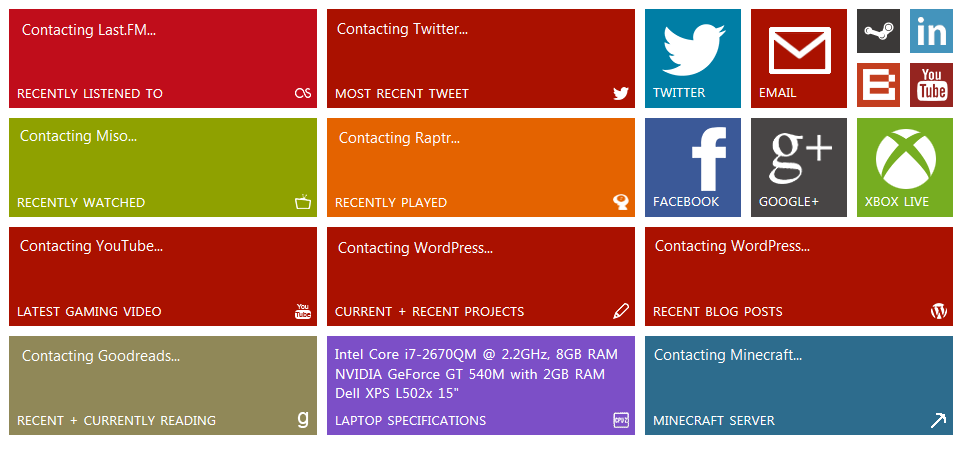 Contacting Last.FM...
RECENTLY LISTENED TO
Contacting Twitter...
MOST RECENT TWEET
TWITTER
EMAIL
in
You
Tube
Contacting Miso...
RECENTLY WATCHED
Contacting Raptr...
RECENTLY PLAYED
f
FACEBOOK
g+
GOOGLE+
XBOX LIVE
Contacting YouTube...
LATEST GAMING VIDEO
You
Tube
Contacting WordPress...
CURRENT + RECENT PROJECTS
Contacting WordPress...
RECENT BLOG POSTS
W
Contacting Goodreads...
RECENT + CURRENTLY READING
g
Intel Core i7-2670QM @ 2.2GHz, 8GB RAM
NVIDIA GeForce GT 540M with 2GB RAM
Dell XPS L502x 15"
LAPTOP SPECIFICATIONS
CPU Z
Contacting Minecraft...
MINECRAFT SERVER